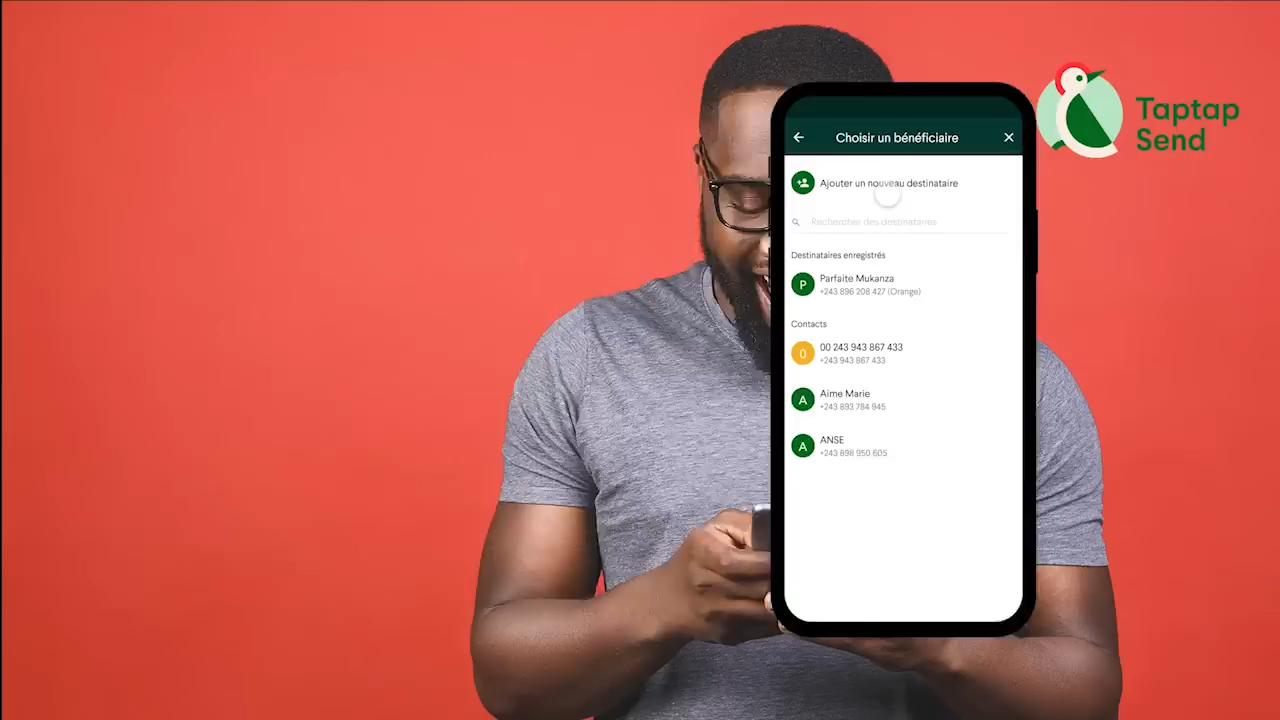 Taptap
Send
Choisir un bénéficiaire
Ajouter un nouveau destinataire
Rechercher des destinataires
Destinataires enregistrés
P
Parfaite Mukanza
+243 896 208 427 (Orange)
Contacts
0
00 243 943 867 433
+243 943 867 433
A
Aime Marie
+243 893 784 945
A
ANSE
+243 898 950 605